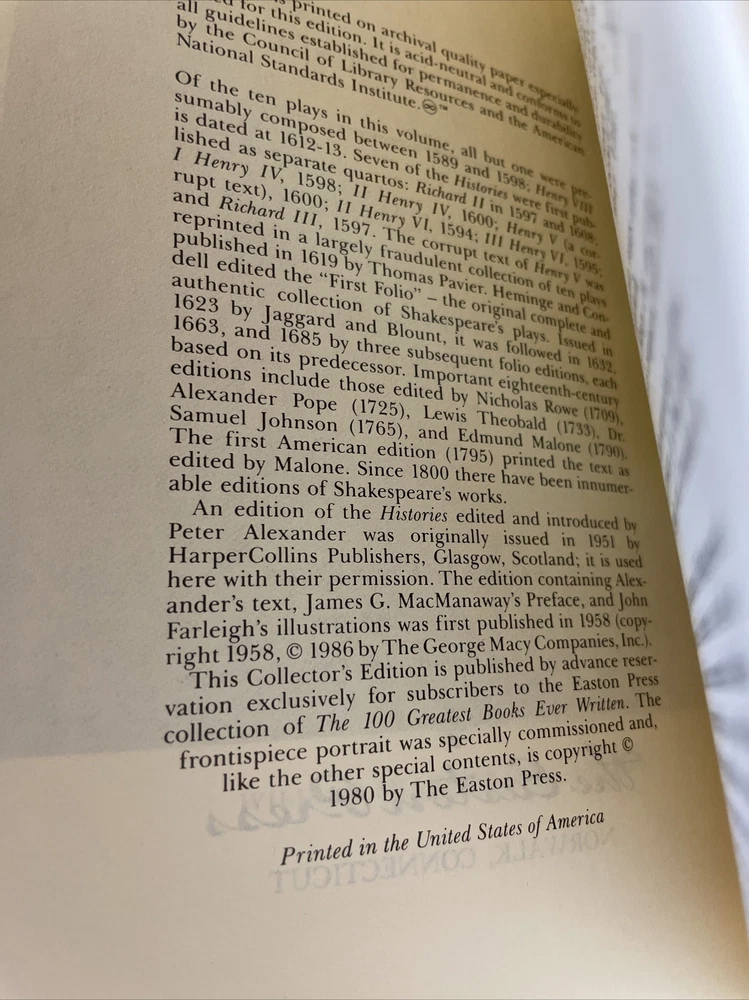 printed on archival quality paper especially
for this edition. It is acid-neutral and conforms to
all guidelines established for permanence and durability
by the Council of Library Resources and the American
National Standards Institute.♾™
Of the ten plays in this volume, all but one were pre-
sumably composed between 1589 and 1598; Henry VIII
is dated at 1612-13. Seven of the Histories were first pub-
lished as separate quartos: Richard II in 1597 and 1608;
I Henry IV, 1598; II Henry IV, 1600; Henry V (a cor-
rupt text), 1600; II Henry VI, 1594; III Henry VI, 1595;
and Richard III, 1597. The corrupt text of Henry V was
reprinted in a largely fraudulent collection of ten plays
published in 1619 by Thomas Pavier. Heminge and Con-
dell edited the "First Folio" – the original complete and
authentic collection of Shakespeare's plays. Issued in
1623 by Jaggard and Blount, it was followed in 1632,
1663, and 1685 by three subsequent folio editions, each
based on its predecessor. Important eighteenth-century
editions include those edited by Nicholas Rowe (1709),
Alexander Pope (1725), Lewis Theobald (1733), Dr.
Samuel Johnson (1765), and Edmund Malone (1790).
The first American edition (1795) printed the text as
edited by Malone. Since 1800 there have been innumer-
able editions of Shakespeare's works.
An edition of the Histories edited and introduced by
Peter Alexander was originally issued in 1951 by
HarperCollins Publishers, Glasgow, Scotland; it is used
here with their permission. The edition containing Alex-
ander's text, James G. MacManaway's Preface, and John
Farleigh's illustrations was first published in 1958 (copy-
right 1958, © 1986 by The George Macy Companies, Inc.).
This Collector's Edition is published by advance reser-
vation exclusively for subscribers to the Easton Press
collection of The 100 Greatest Books Ever Written. The
frontispiece portrait was specially commissioned and,
like the other special contents, is copyright ©
1980 by The Easton Press.
Printed in the United States of America
NORWALK, CONNECTICUT